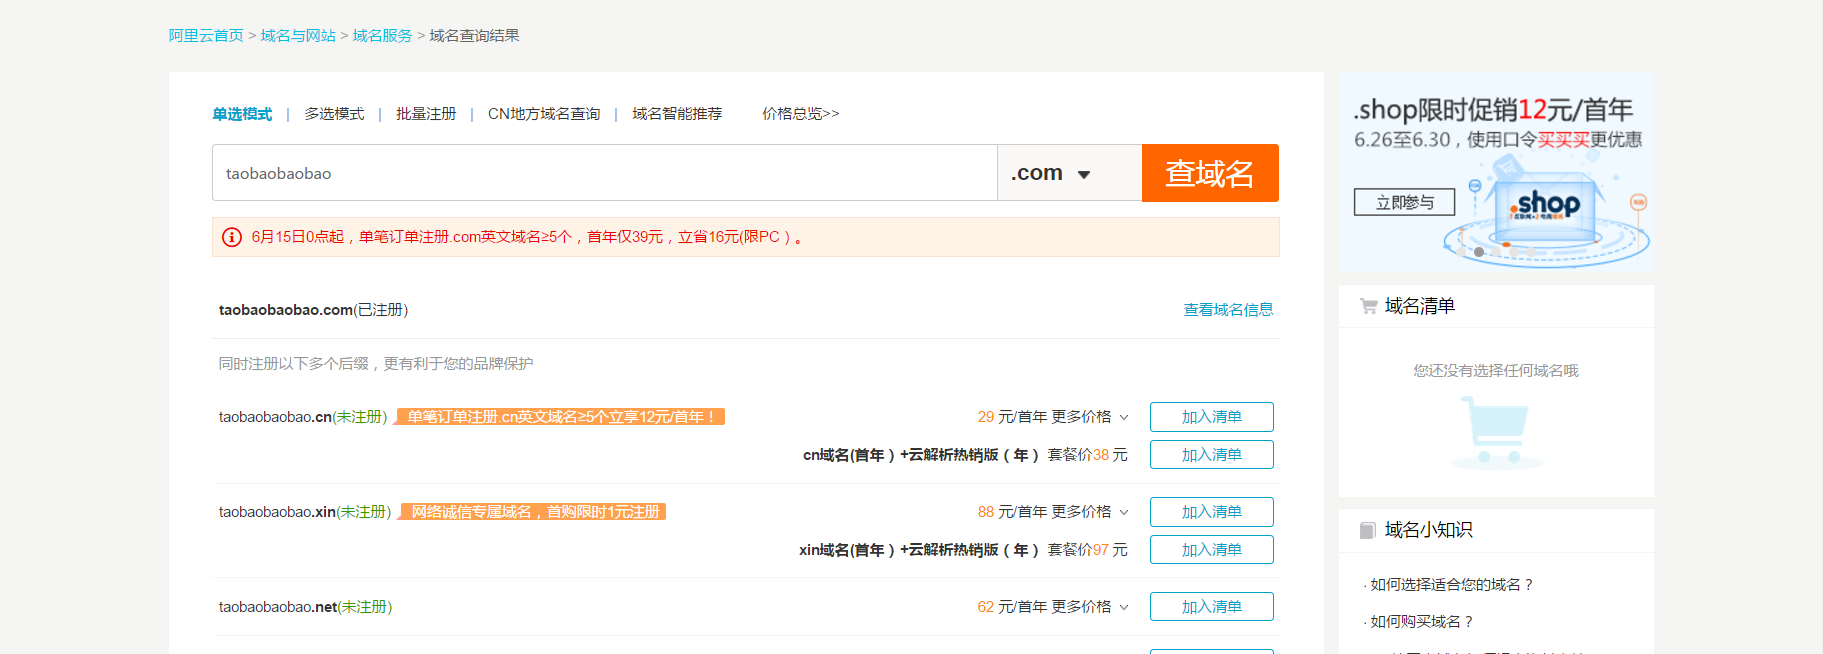 阿里云首页 > 域名与网站 > 域名服务 > 域名查询结果
单选模式 | 多选模式 | 批量注册 | CN地方域名查询 | 域名智能推荐 价格总览>>
taobaobaobao .com 查域名
6月15日0点起，单笔订单注册.com英文域名≥5个，首年仅39元，立省16元(限PC）。
taobaobaobao.com(已注册) 查看域名信息
同时注册以下多个后缀，更有利于您的品牌保护
taobaobaobao.cn(未注册) 单笔订单注册.cn英文域名≥5个立享12元/首年！ 29 元/首年 更多价格 加入清单
cn域名(首年）+云解析热销版（年） 套餐价38 元 加入清单
taobaobaobao.xin(未注册) 网络诚信专属域名，首购限时1元注册 88 元/首年 更多价格 加入清单
xin域名(首年）+云解析热销版（年） 套餐价97 元 加入清单
taobaobaobao.net(未注册) 62 元/首年 更多价格 加入清单
.shop限时促销12元/首年
6.26至6.30，使用口令买买买更优惠
立即参与
.shop
域名清单
您还没有选择任何域名哦
域名小知识
· 如何选择适合您的域名？
· 如何购买域名？